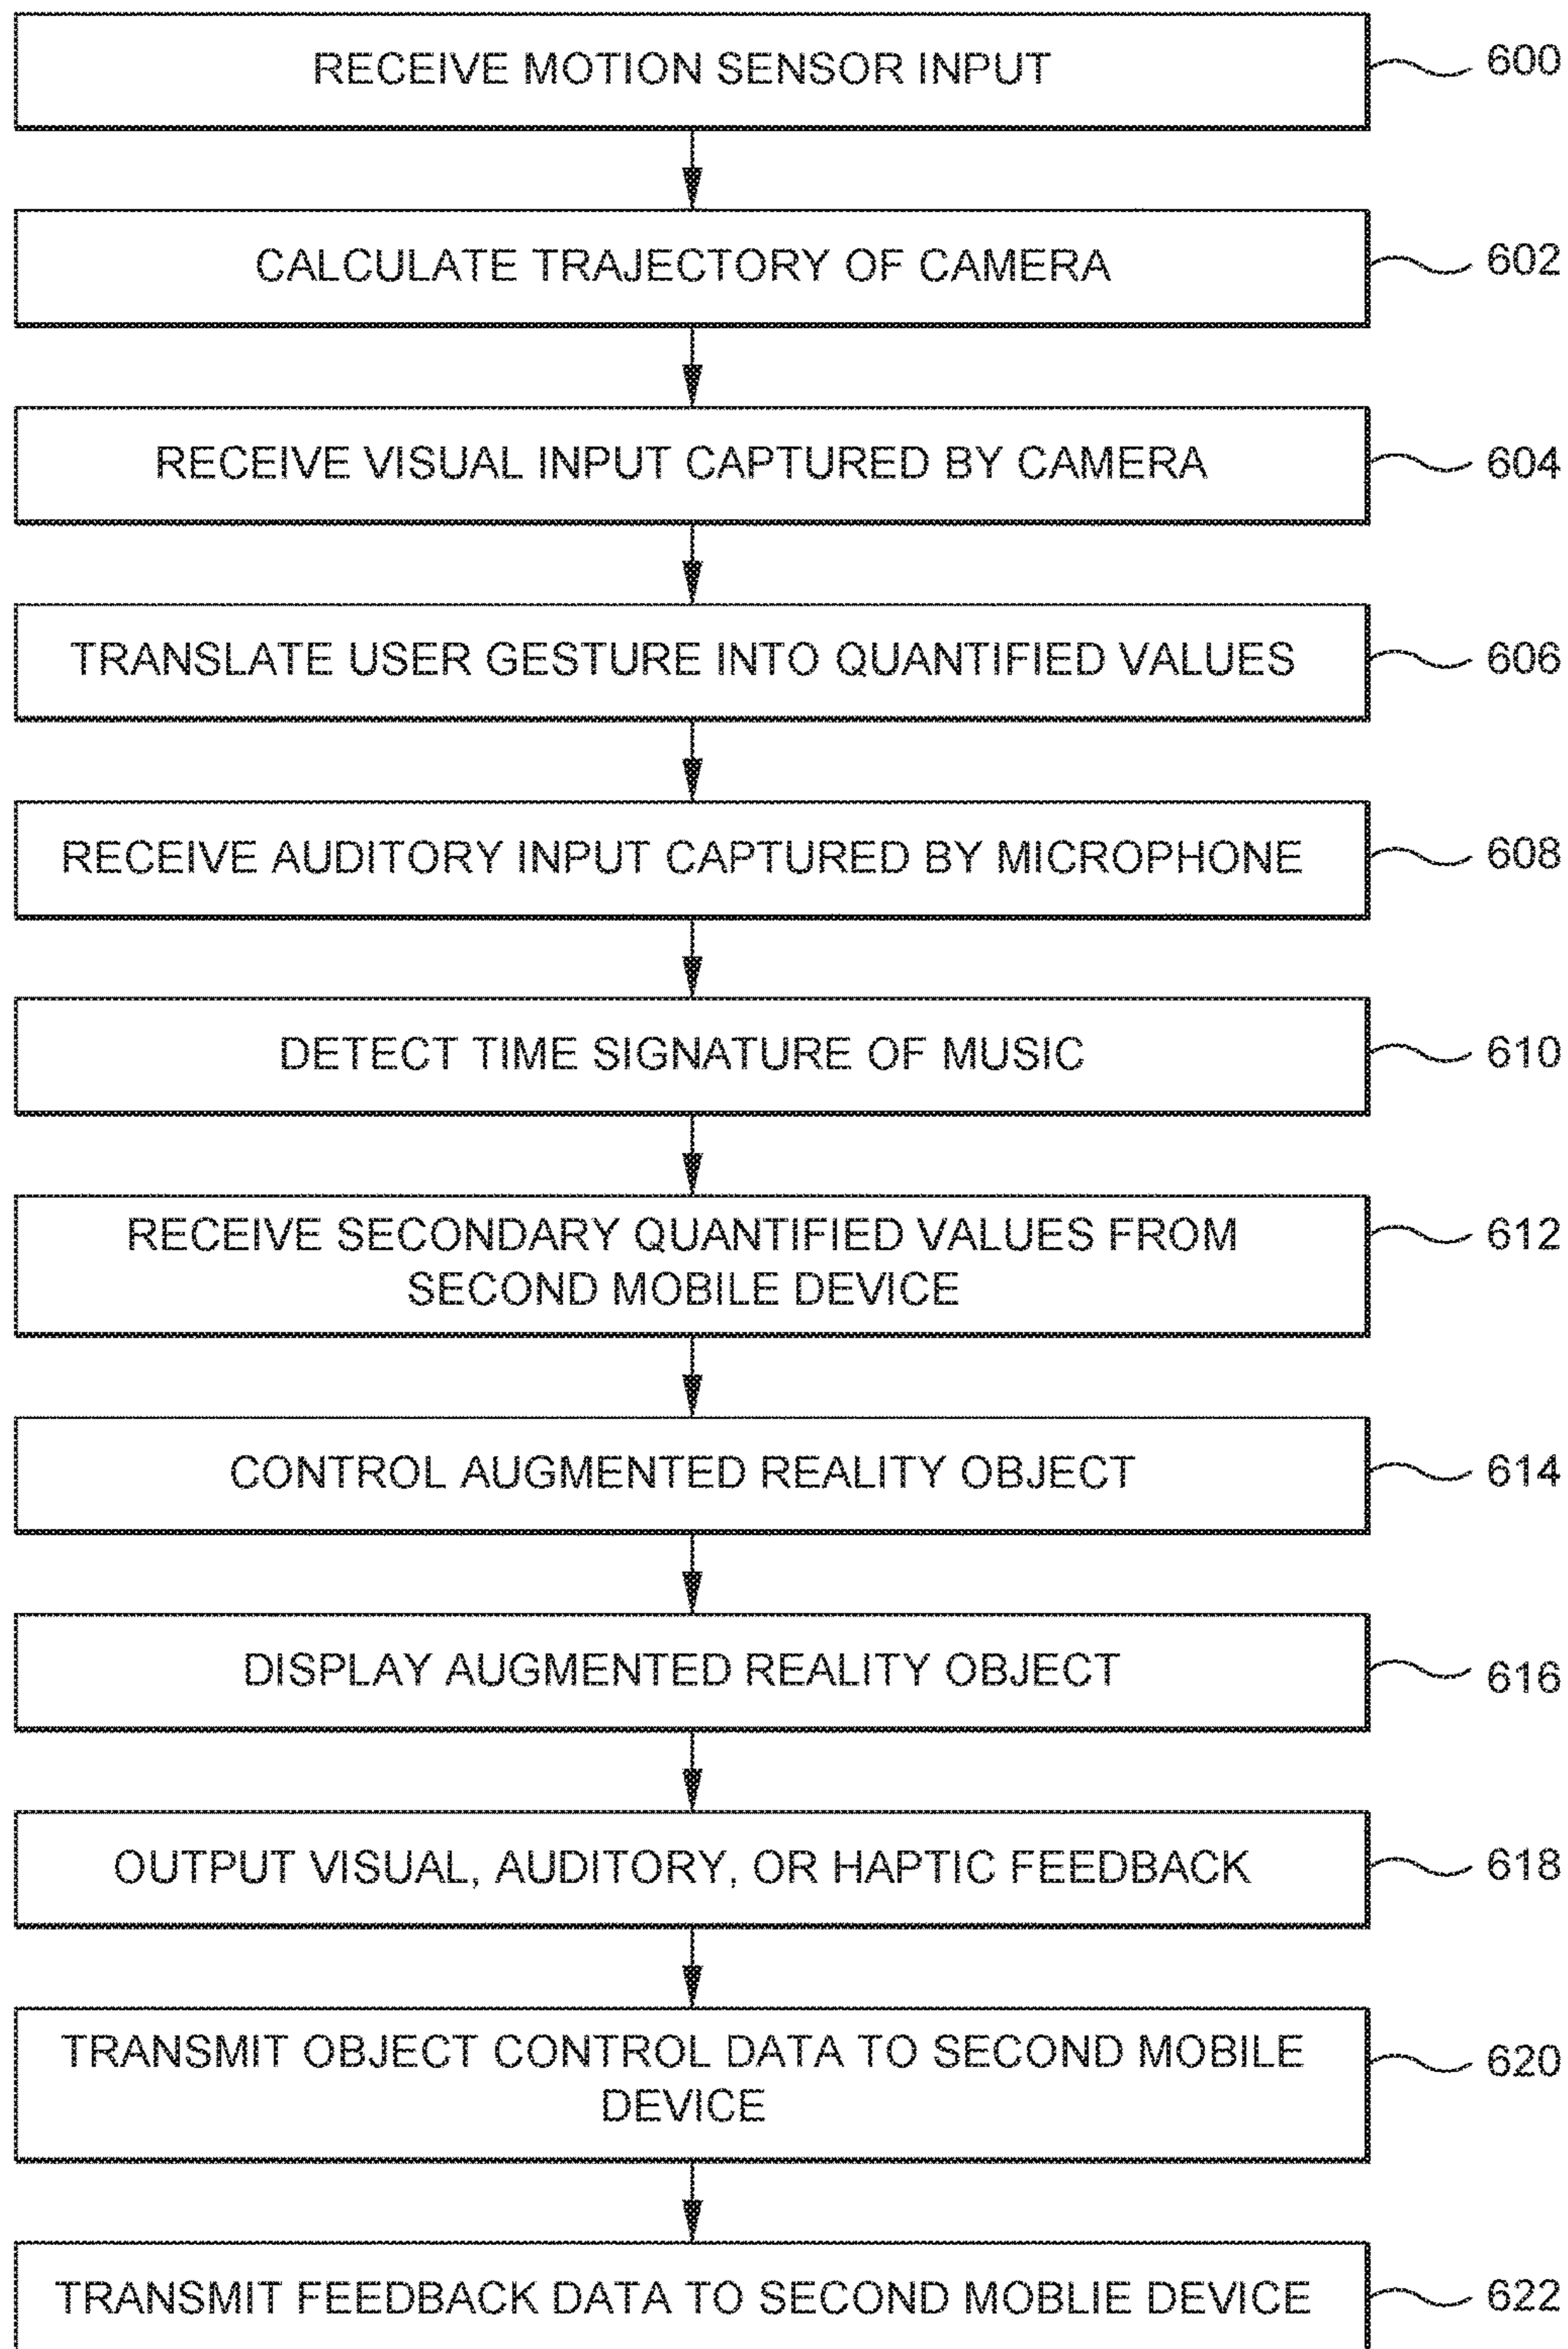 RECEIVE MOTION SENSOR INPUT 600
CALCULATE TRAJECTORY OF CAMERA 602
RECEIVE VISUAL INPUT CAPTURED BY CAMERA 604
TRANSLATE USER GESTURE INTO QUANTIFIED VALUES 606
RECEIVE AUDITORY INPUT CAPTURED BY MICROPHONE 608
DETECT TIME SIGNATURE OF MUSIC 610
RECEIVE SECONDARY QUANTIFIED VALUES FROM 612
SECOND MOBILE DEVICE
CONTROL AUGMENTED REALITY OBJECT 614
DISPLAY AUGMENTED REALITY OBJECT 616
OUTPUT VISUAL, AUDITORY, OR HAPTIC FEEDBACK 618
TRANSMIT OBJECT CONTROL DATA TO SECOND MOBILE 620
DEVICE
TRANSMIT FEEDBACK DATA TO SECOND MOBLIE DEVICE 622